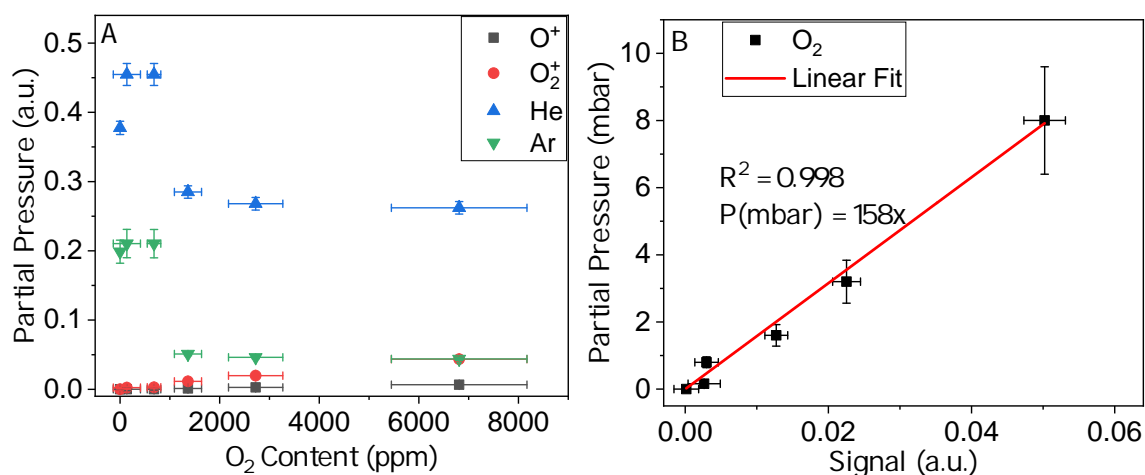 A
O⁺
O₂⁺
He
Ar
0.5
0.4
0.3
0.2
0.1
0.0
Partial Pressure (a.u.)
0 2000 4000 6000 8000
O₂ Content (ppm)
B
O₂
Linear Fit
R² = 0.998
P(mbar) = 158x
10
8
6
4
2
0
Partial Pressure (mbar)
0.00 0.02 0.04 0.06
Signal (a.u.)